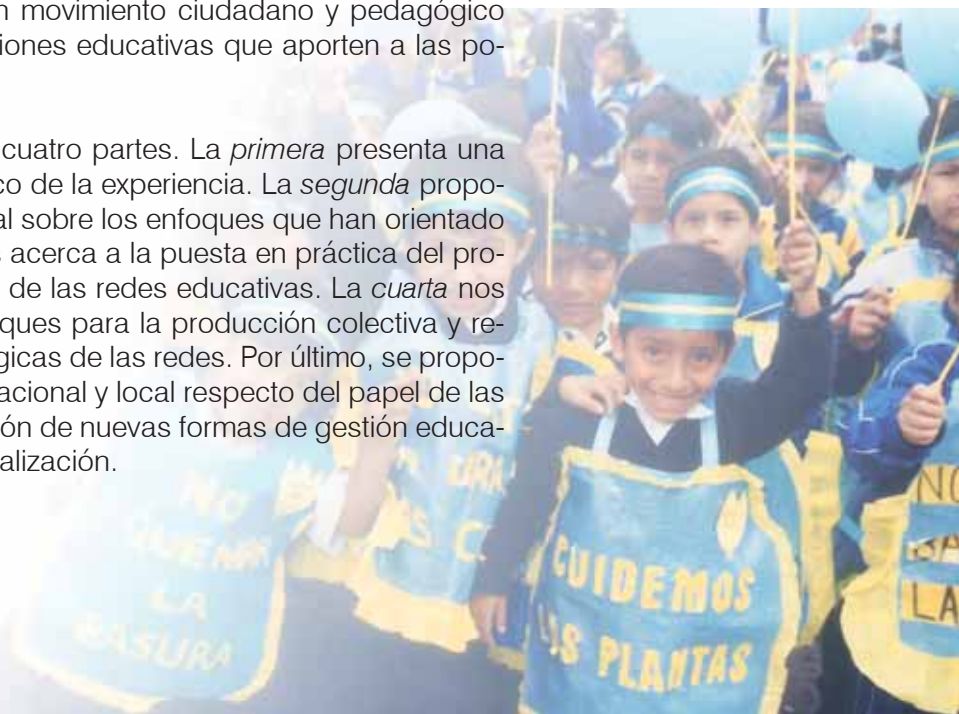 n movimiento ciudadano y pedagógico
iones educativas que aporten a las po-
cuatro partes. La primera presenta una
co de la experiencia. La segunda propo-
al sobre los enfoques que han orientado
s acerca a la puesta en práctica del pro-
de las redes educativas. La cuarta nos
ques para la producción colectiva y re-
gicas de las redes. Por último, se propo-
acional y local respecto del papel de las
ión de nuevas formas de gestión educa-
alización.
NO
QUEMAR
LA
BASURA
CUIDEMOS
LAS PLANTAS
NO
LA